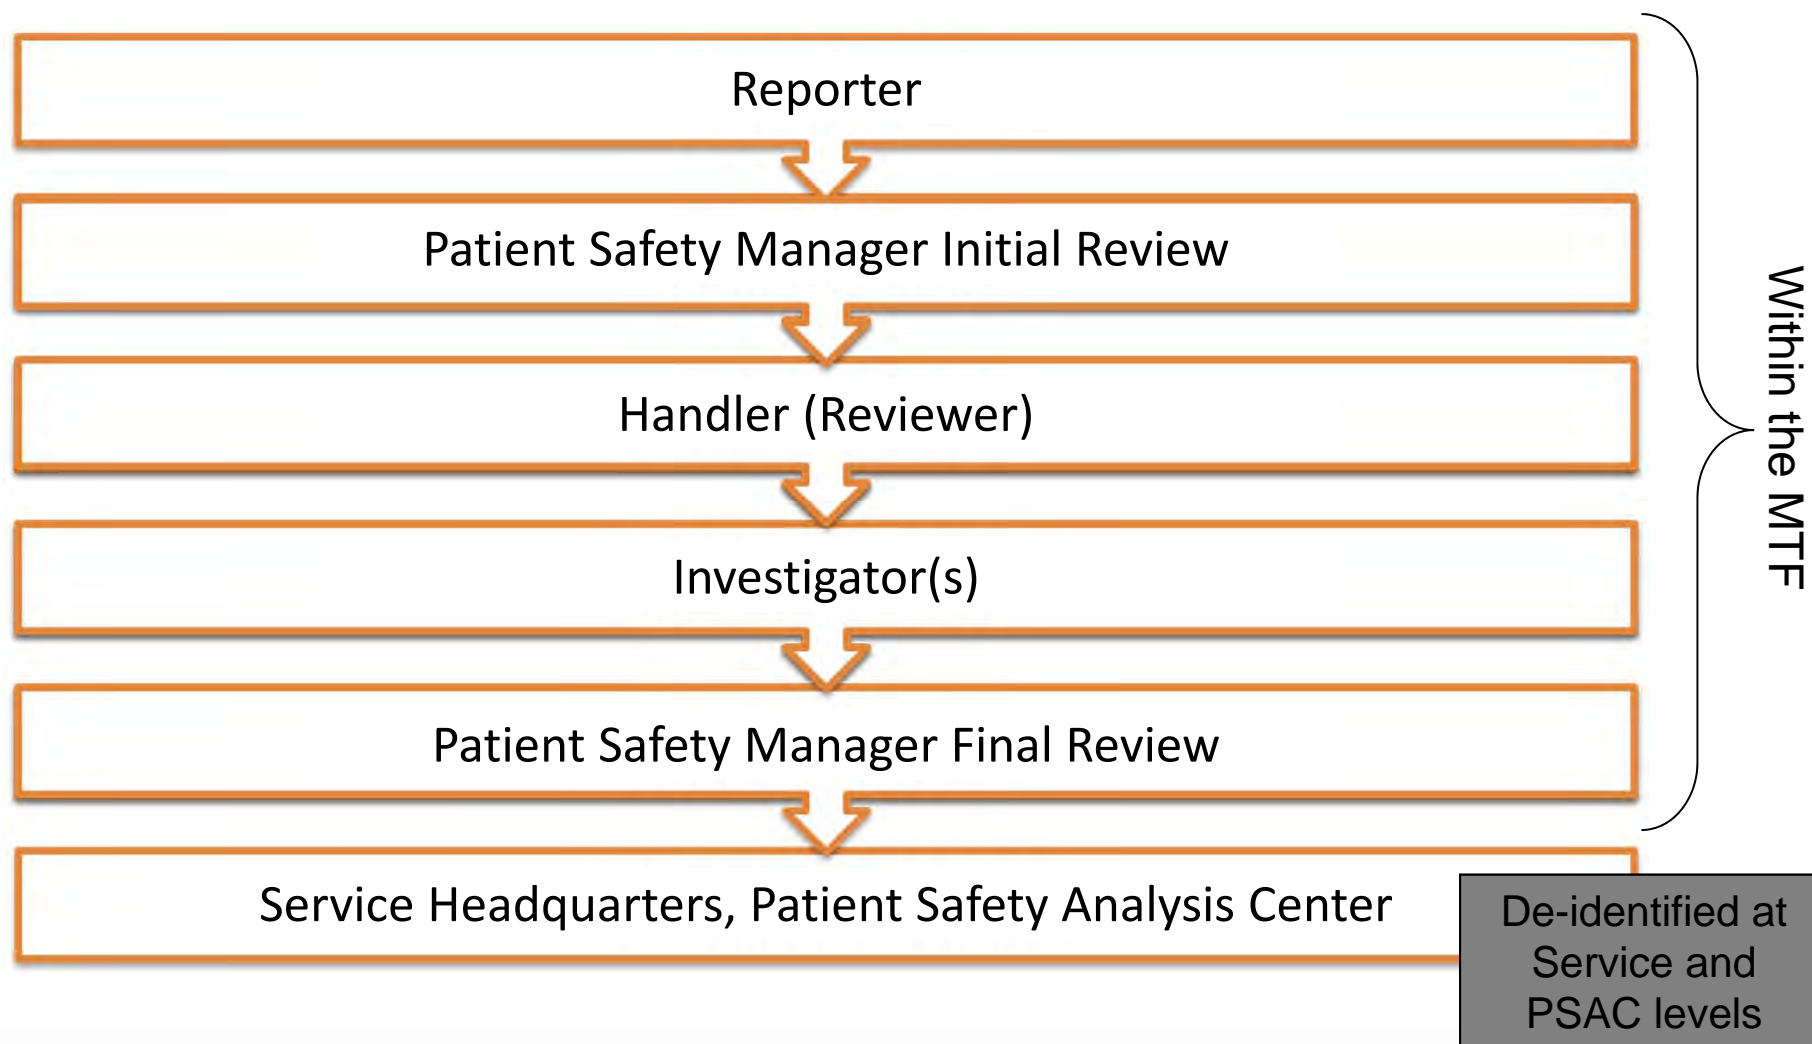 Reporter
Patient Safety Manager Initial Review
Handler (Reviewer)
Investigator(s)
Patient Safety Manager Final Review
Service Headquarters, Patient Safety Analysis Center
Within the MTF
De-identified at
Service and
PSAC levels